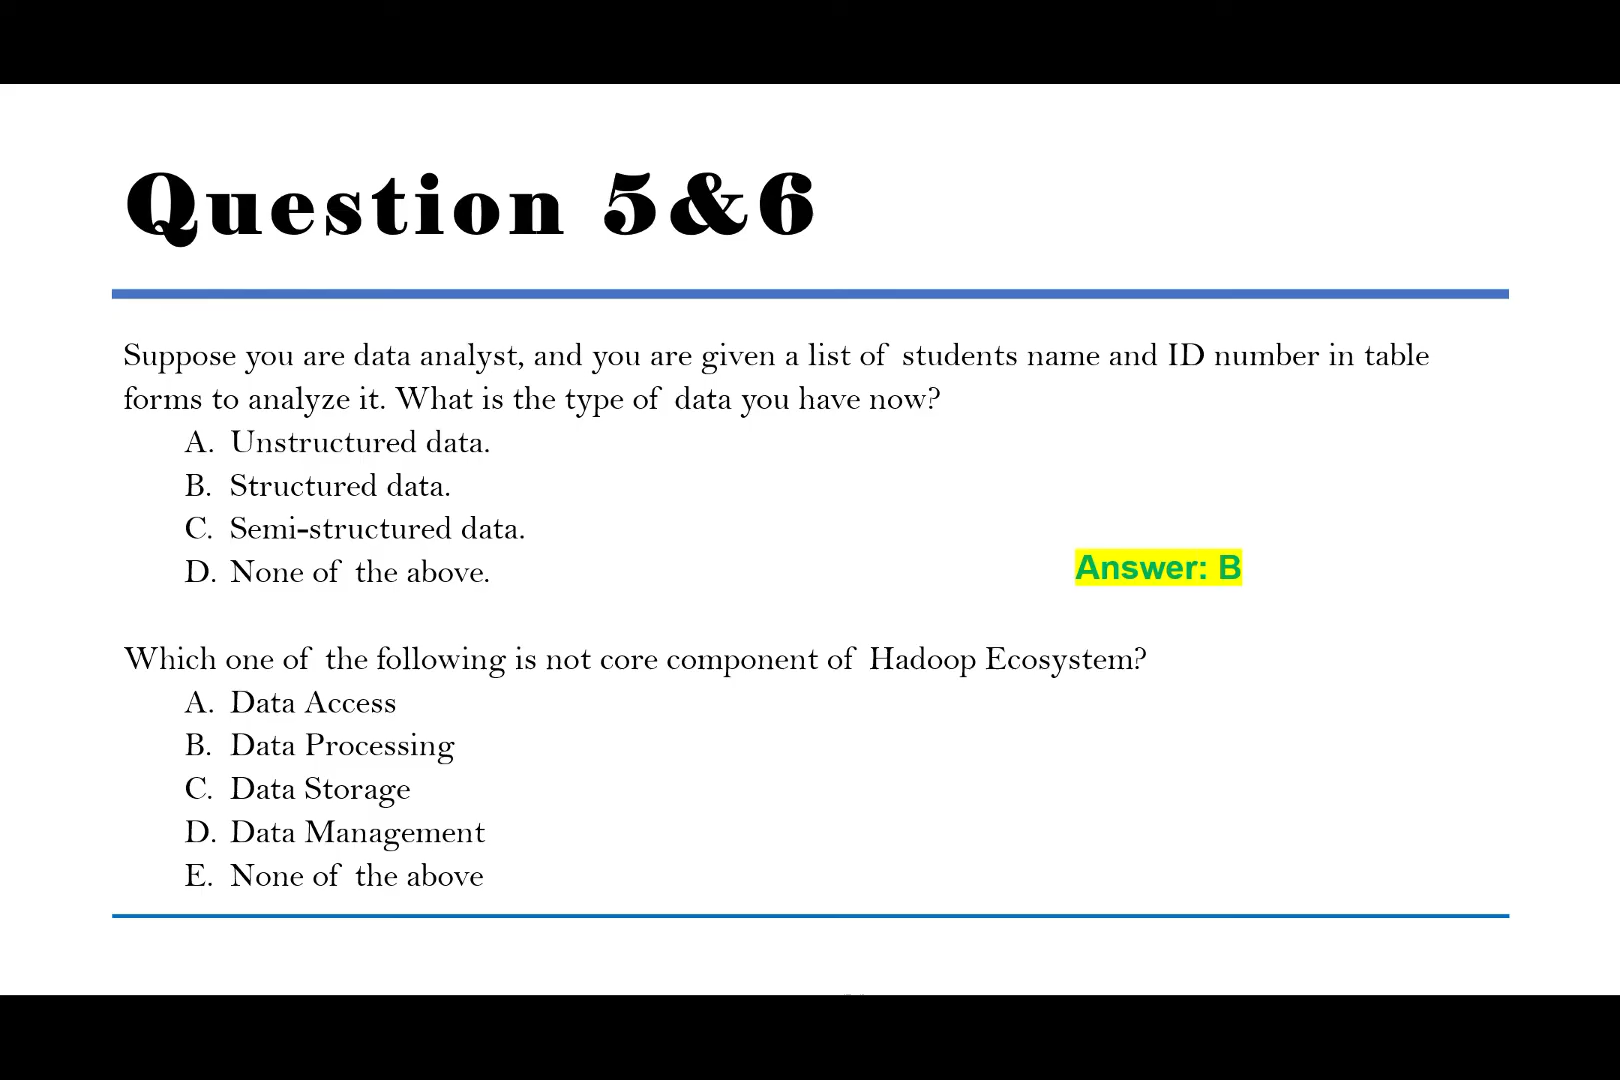 Question 5&6
Suppose you are data analyst, and you are given a list of students name and ID number in table
forms to analyze it. What is the type of data you have now?
A. Unstructured data.
B. Structured data.
C. Semi-structured data.
D. None of the above.
Answer: B
Which one of the following is not core component of Hadoop Ecosystem?
A. Data Access
B. Data Processing
C. Data Storage
D. Data Management
E. None of the above